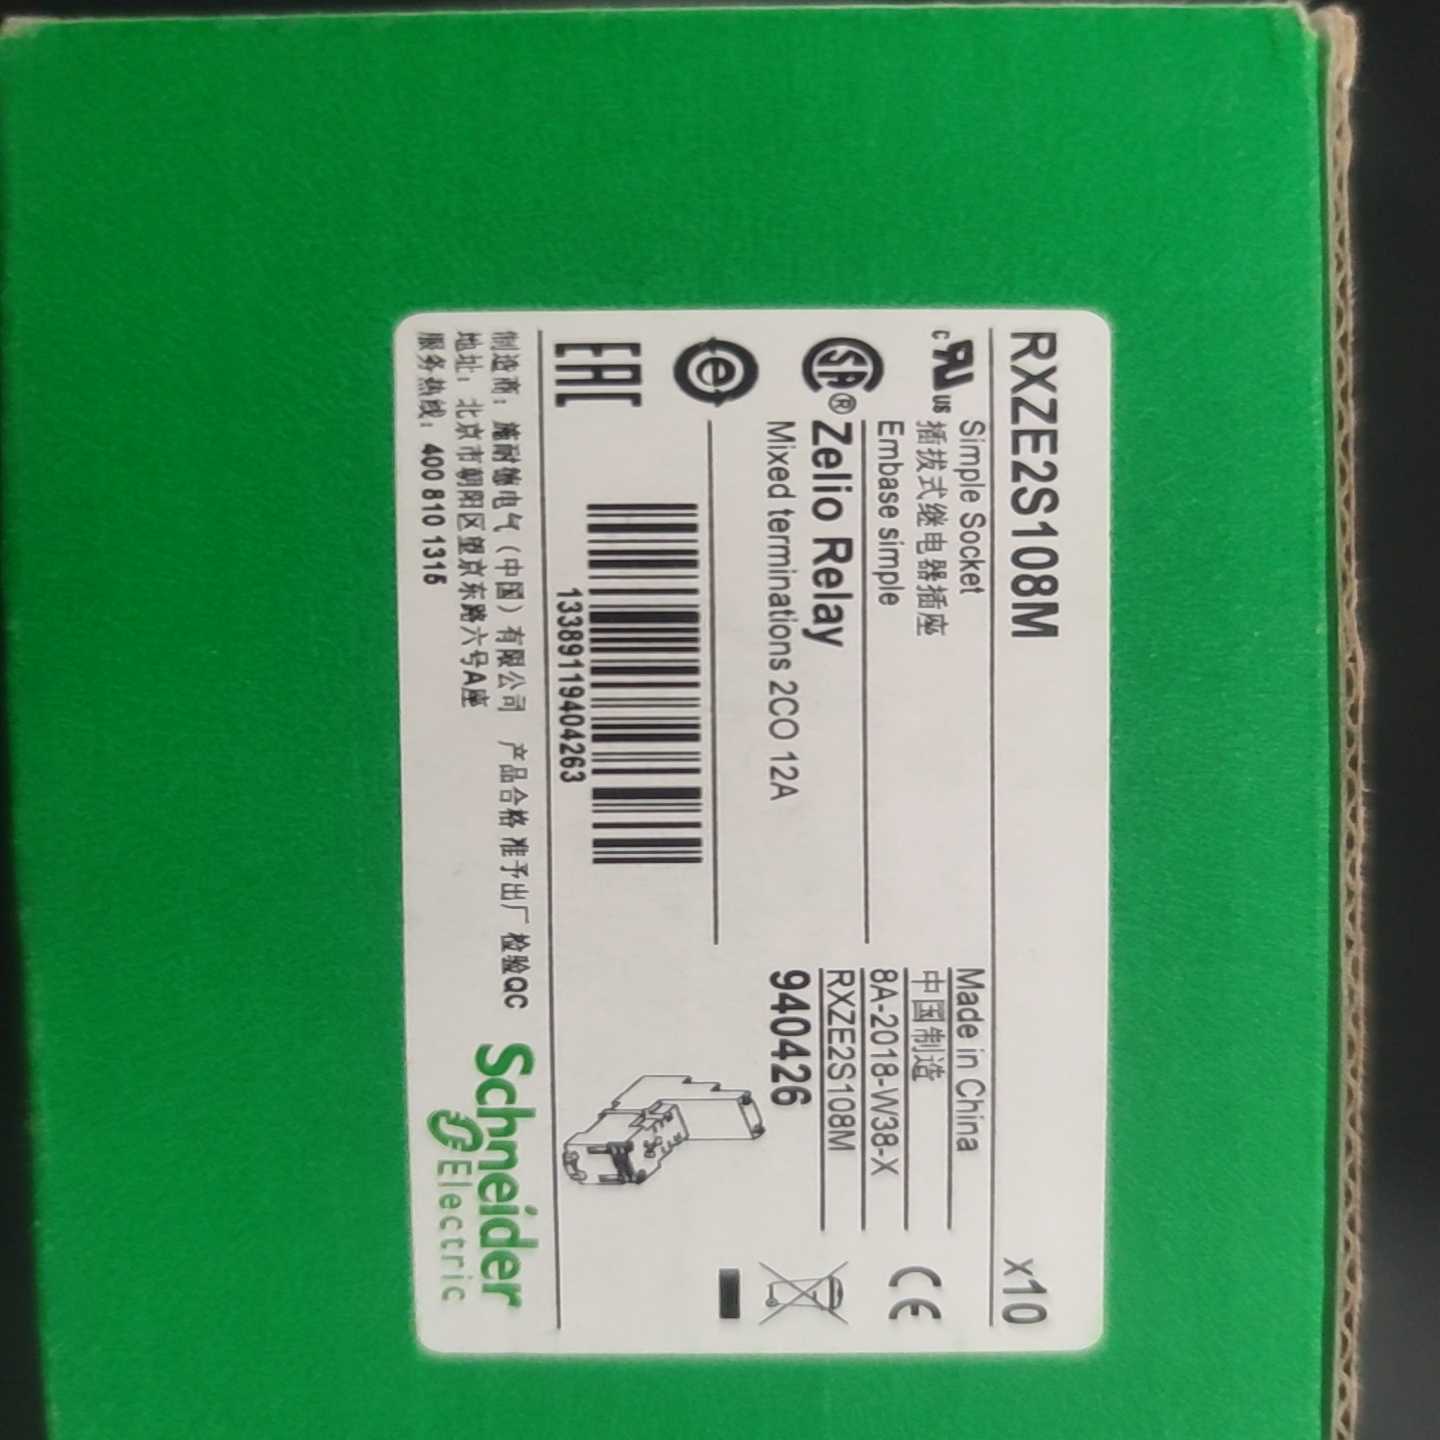 RXZE2S108M
x10
c UR US
Simple Socket
插拔式继电器插座
Embase simple
Made in China
中国制造
8A-2018-W38-X
RXZE2S108M
940426
CE
SA®
Zelio Relay
Mixed terminations 2CO 12A
e
EAC
13389119404263
制造商：施耐德电气（中国）有限公司 产品合格 准予出厂 检验QC
地址：北京市朝阳区望京东路六号A座
服务热线：400 810 1315
Schneider
Electric